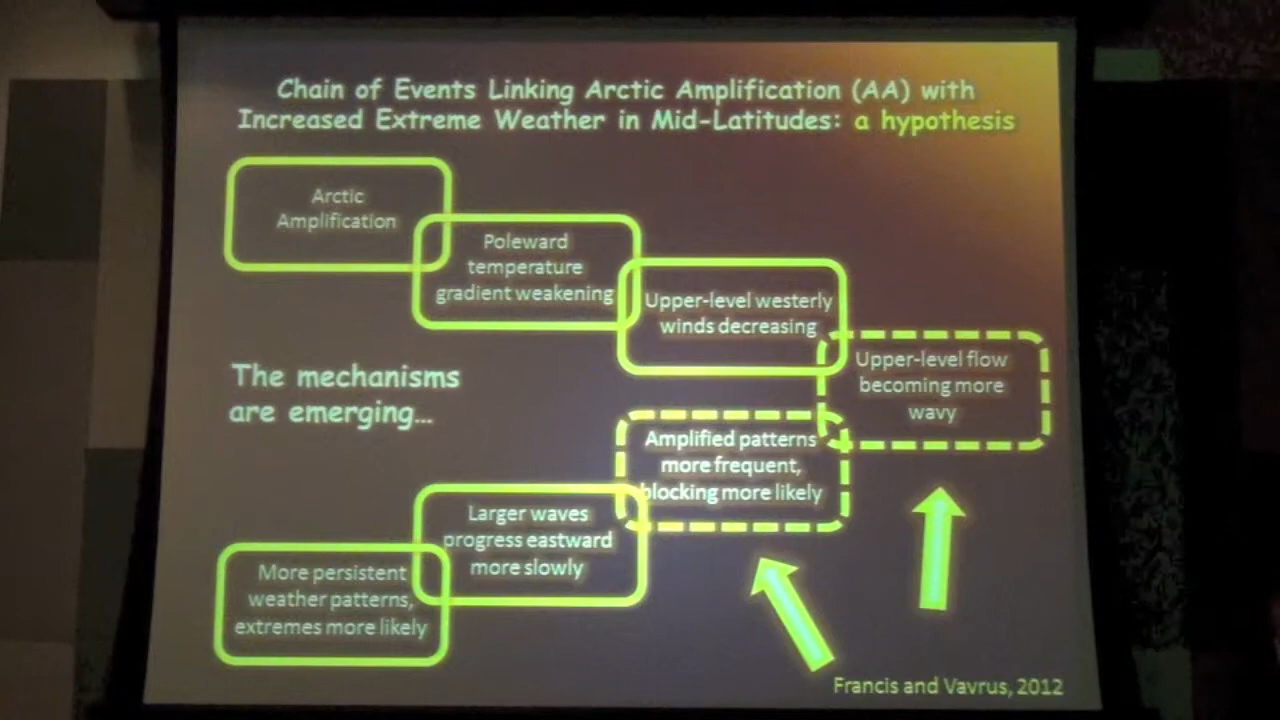 Chain of Events Linking Arctic Amplification (AA) with
Increased Extreme Weather in Mid-Latitudes: a hypothesis
Arctic
Amplification
Poleward
temperature
gradient weakening
Upper-level westerly
winds decreasing
Upper-level flow
becoming more
wavy
The mechanisms
are emerging...
Amplified patterns
more frequent,
blocking more likely
Larger waves
progress eastward
more slowly
More persistent
weather patterns,
extremes more likely
Francis and Vavrus, 2012